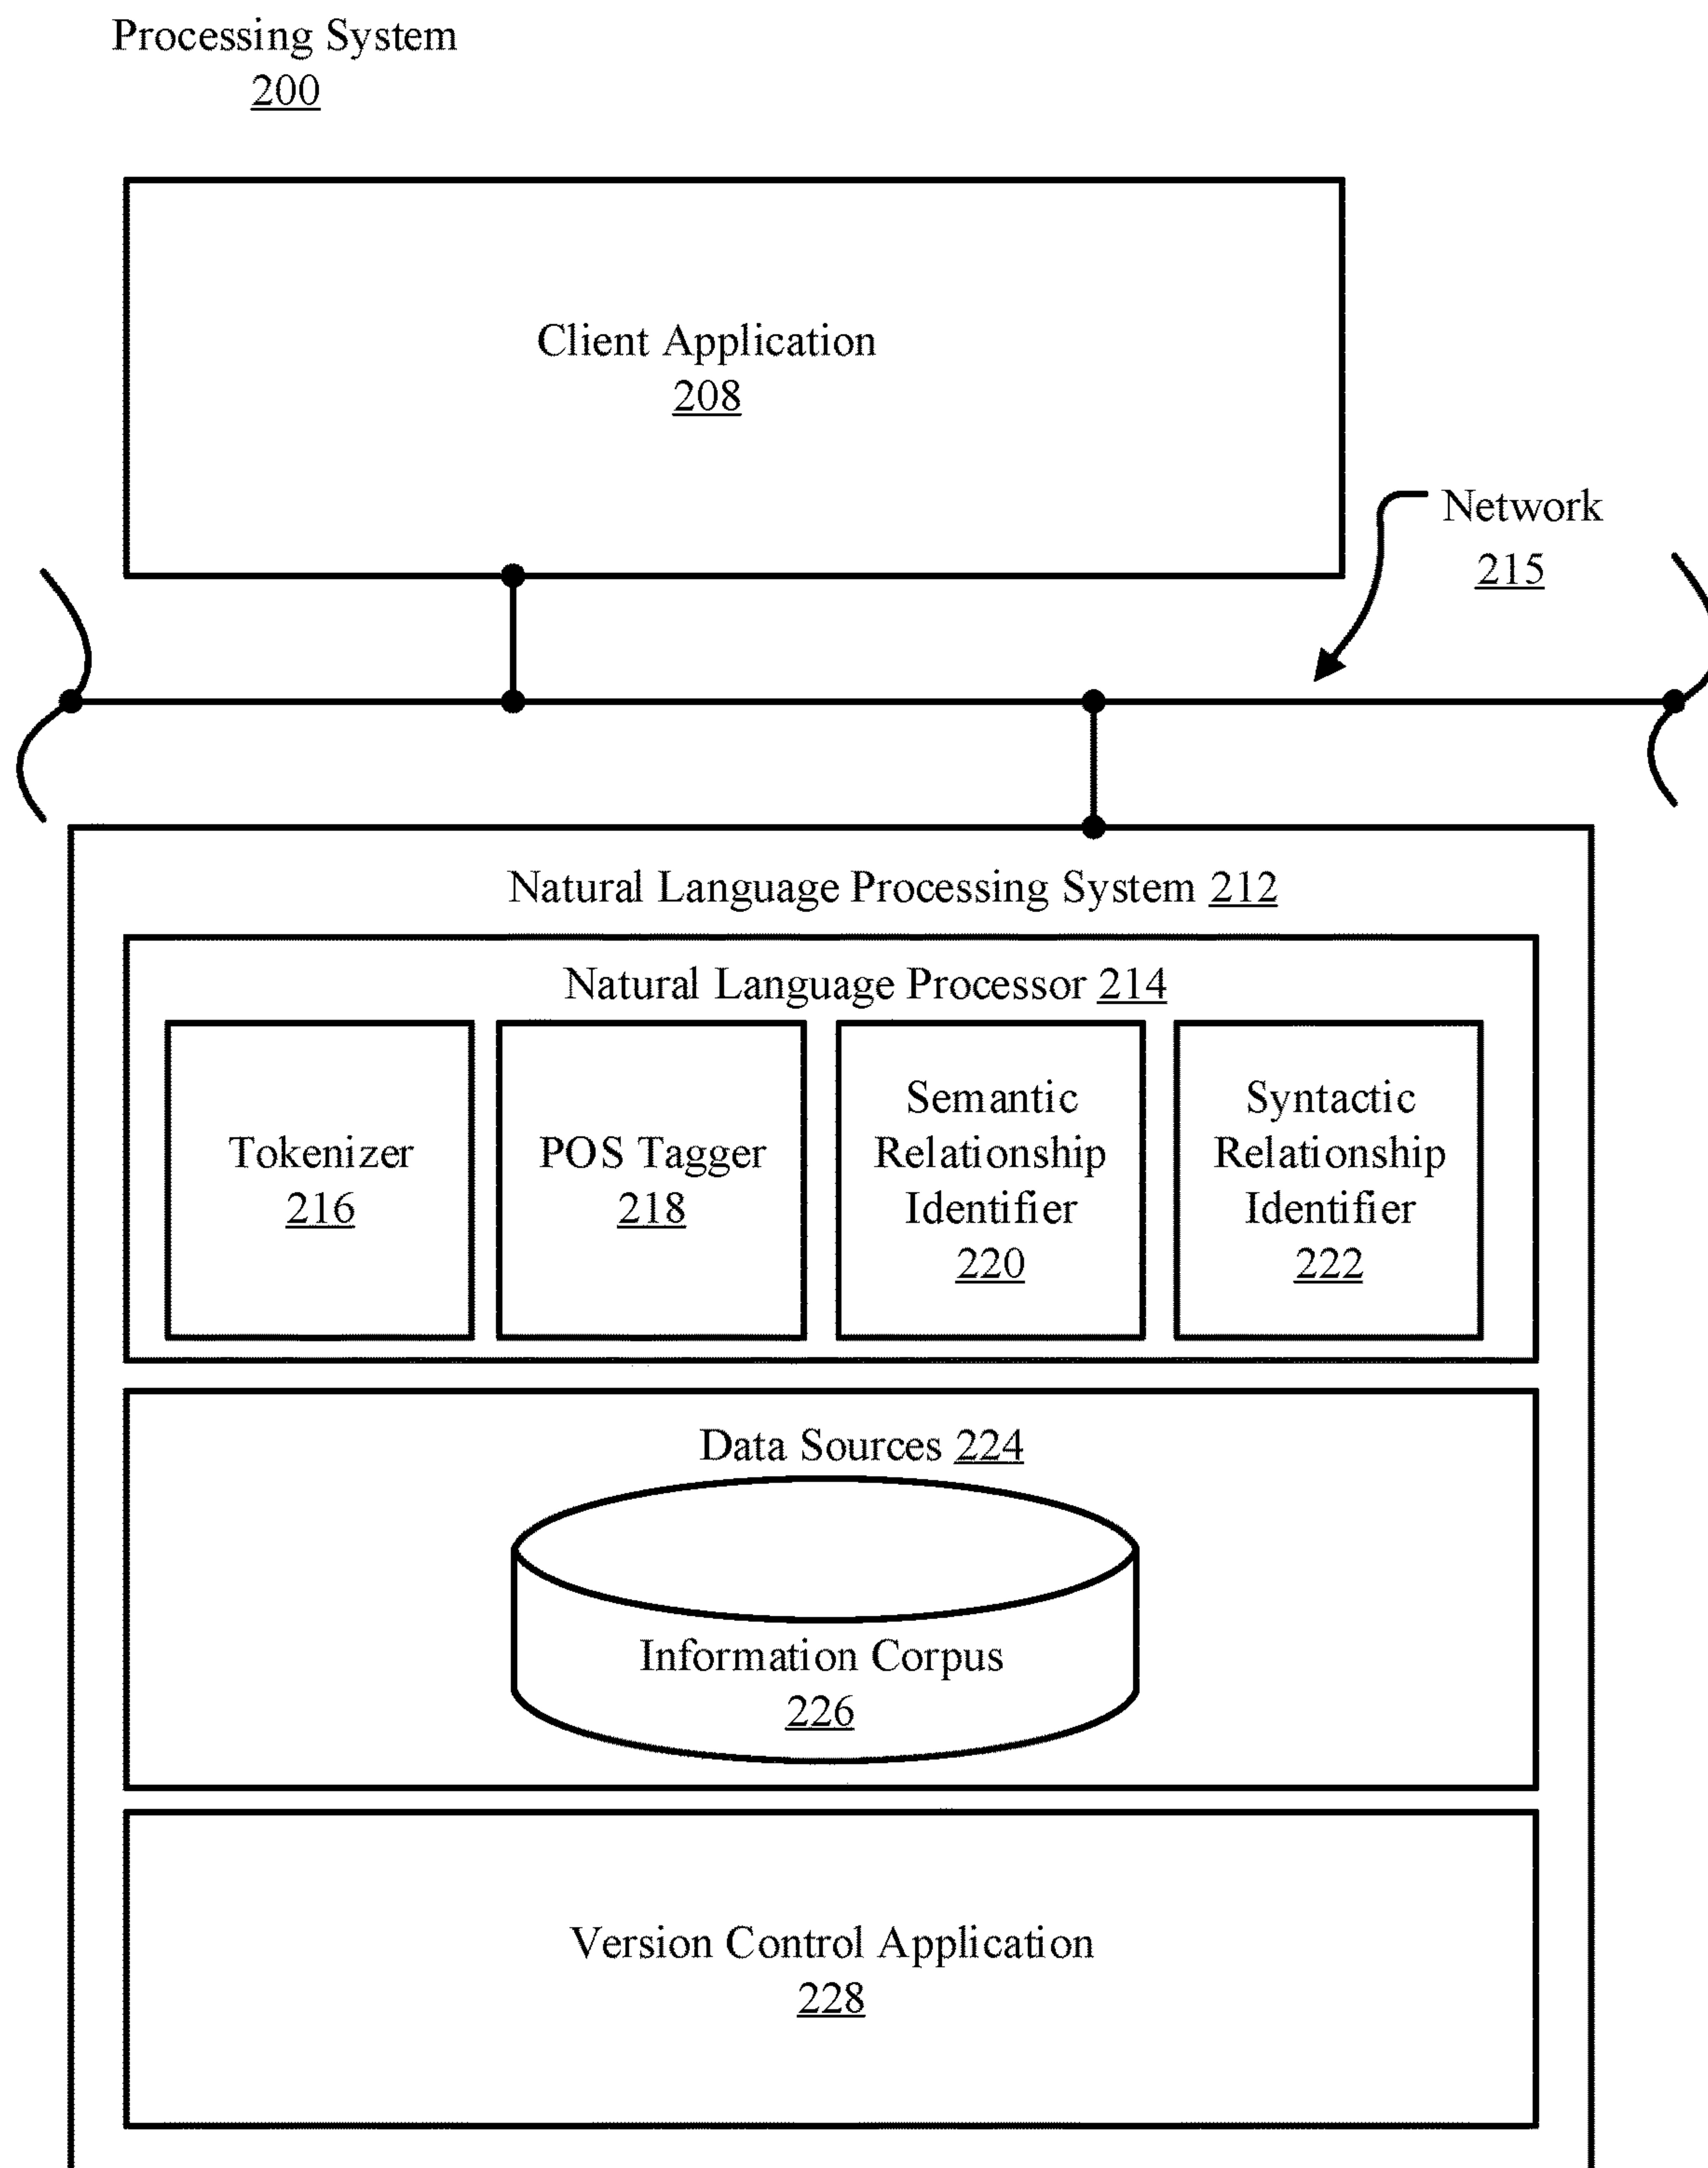 Processing System
200
Client Application
208
Network
215
Natural Language Processing System 212
Natural Language Processor 214
Tokenizer
216
POS Tagger
218
Semantic
Relationship
Identifier
220
Syntactic
Relationship
Identifier
222
Data Sources 224
Information Corpus
226
Version Control Application
228